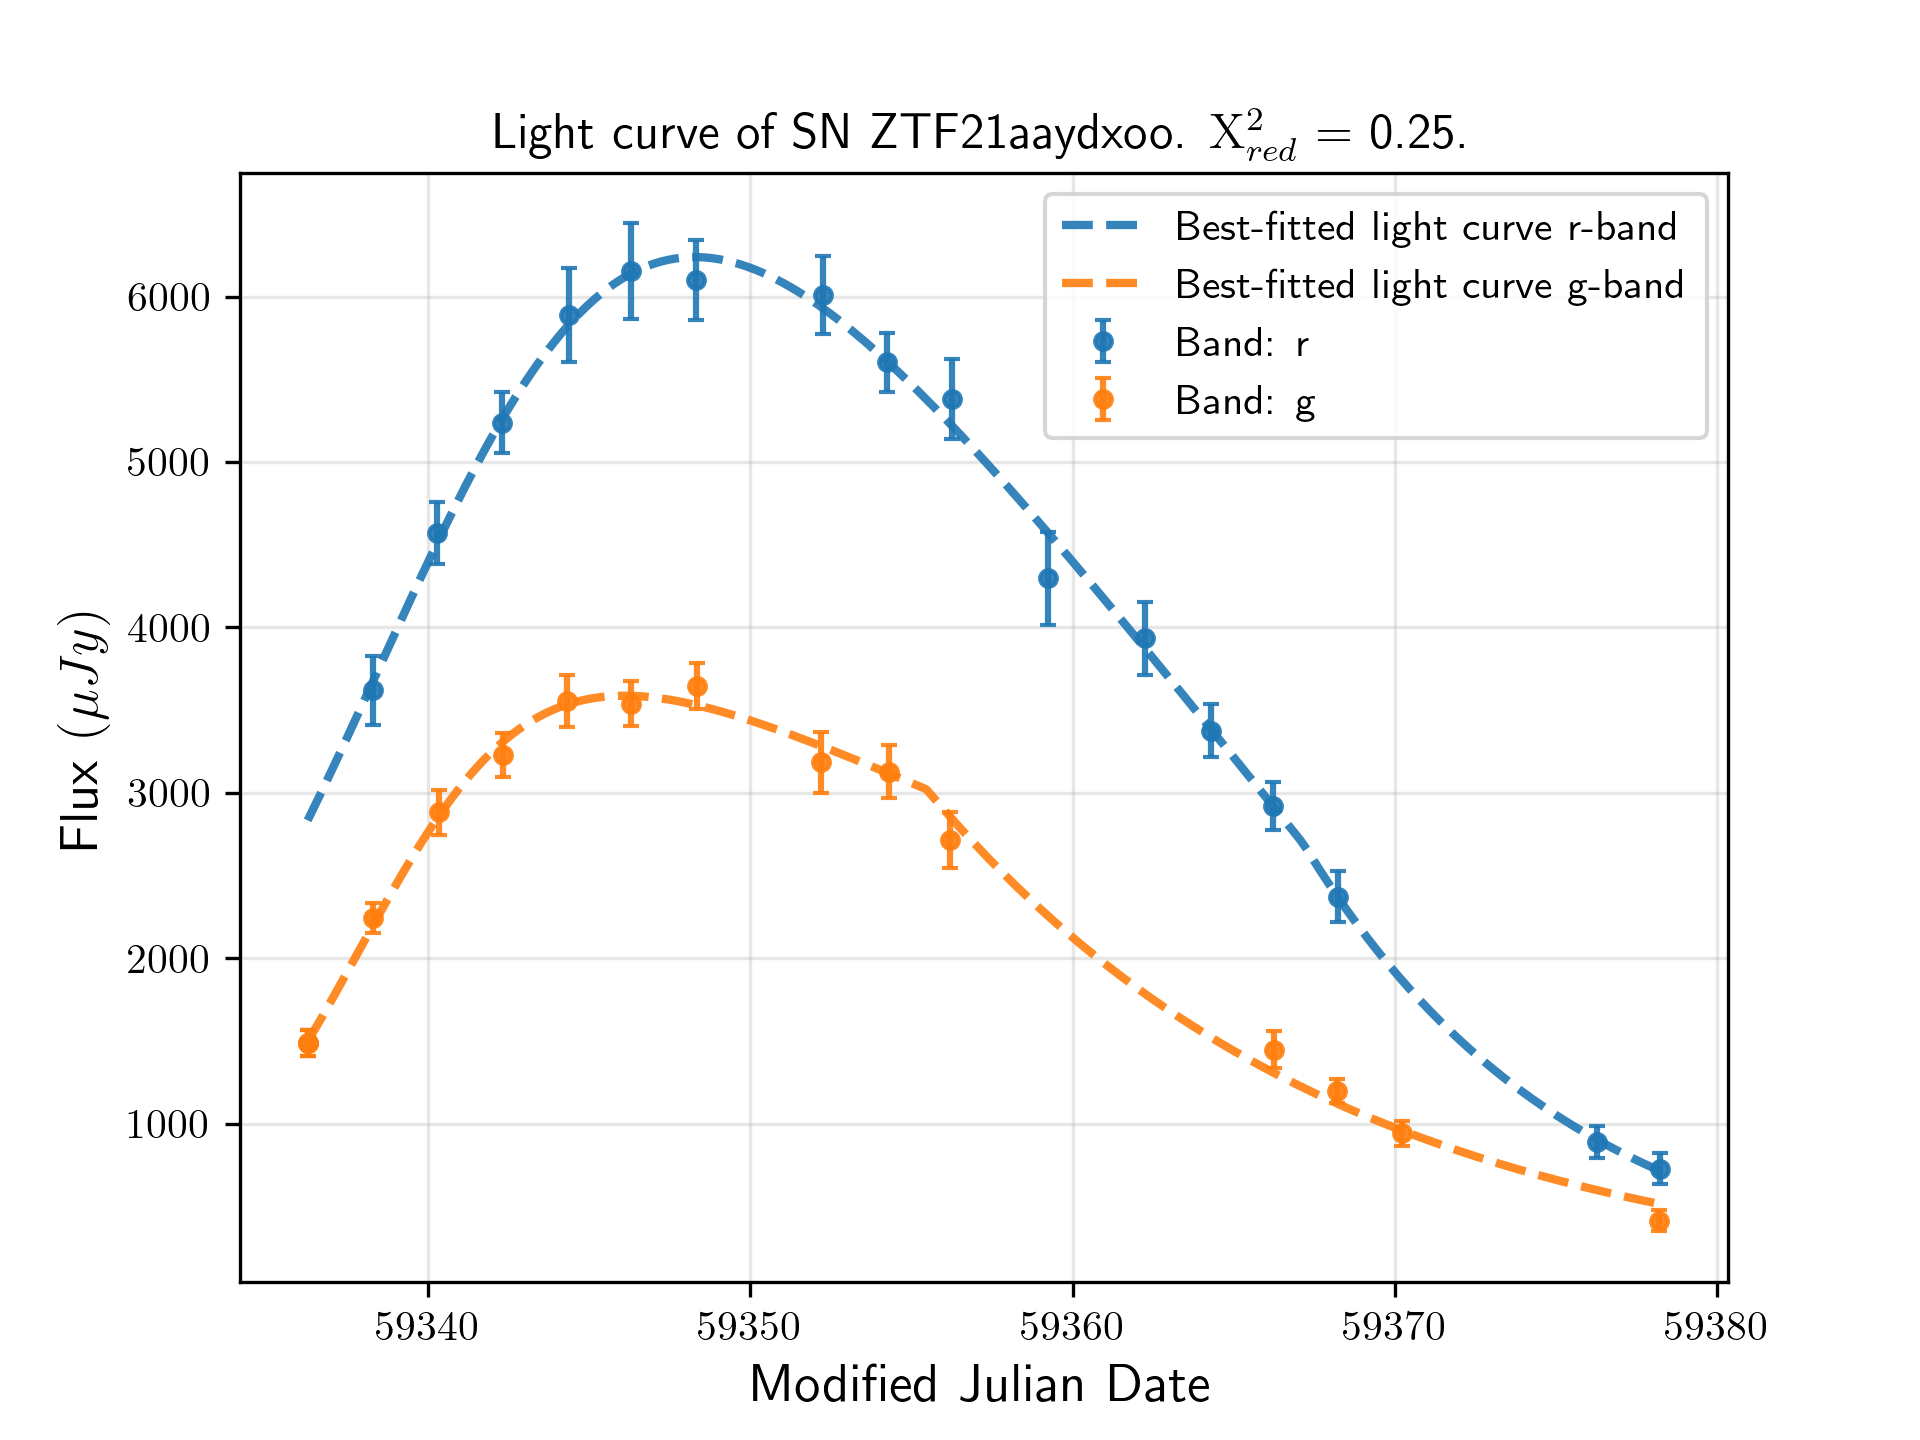 Light curve of SN ZTF21aaydxoo. X²_red = 0.25.
Best-fitted light curve r-band
Best-fitted light curve g-band
Band: r
Band: g
Flux (μJy)
6000
5000
4000
3000
2000
1000
59340 59350 59360 59370 59380
Modified Julian Date